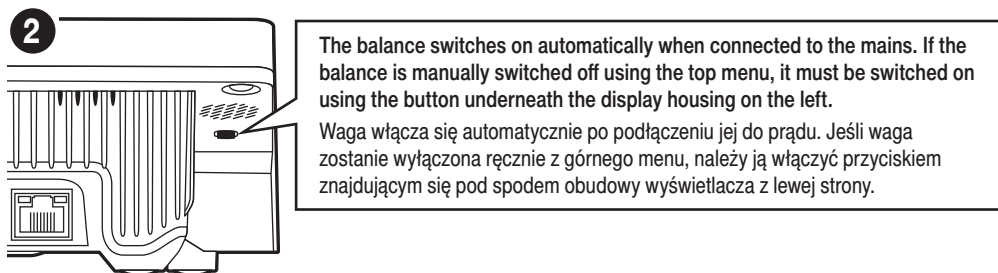 2
The balance switches on automatically when connected to the mains. If the
balance is manually switched off using the top menu, it must be switched on
using the button underneath the display housing on the left.
Waga włącza się automatycznie po podłączeniu jej do prądu. Jeśli waga
zostanie wyłączona ręcznie z górnego menu, należy ją włączyć przyciskiem
znajdującym się pod spodem obudowy wyświetlacza z lewej strony.